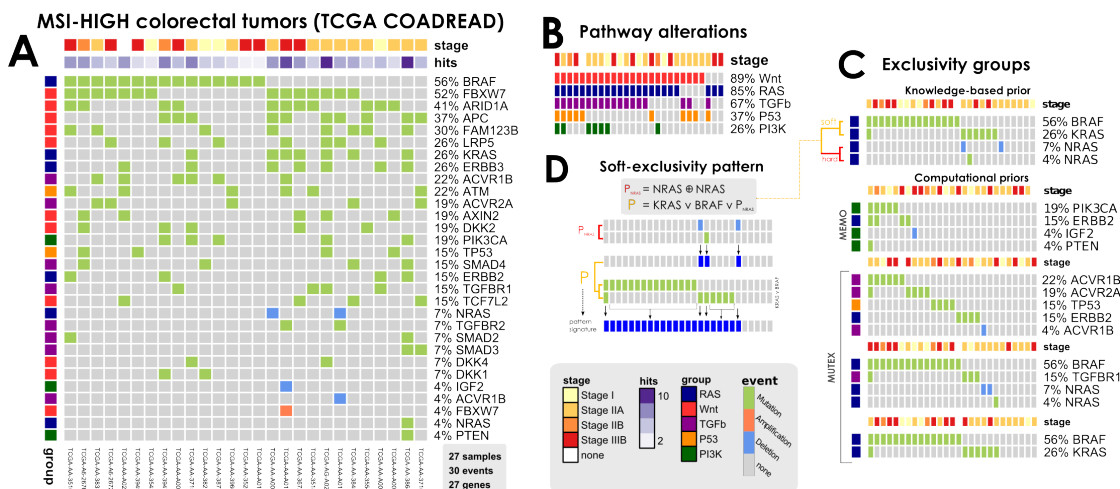 MSI-HIGH colorectal tumors (TCGA COADREAD)
A
stage
hits
56% BRAF
52% FBXW7
41% ARID1A
37% APC
30% FAM123B
26% LRP5
26% KRAS
26% ERBB3
22% ACVR1B
22% ATM
19% ACVR2A
19% AXIN2
19% DKK2
19% PIK3CA
15% TP53
15% SMAD4
15% ERBB2
15% TGFBR1
15% TCF7L2
7% NRAS
7% TGFBR2
7% SMAD2
7% SMAD3
7% DKK4
7% DKK1
4% IGF2
4% ACVR1B
4% FBXW7
4% NRAS
4% PTEN
group
27 samples
30 events
27 genes
B
Pathway alterations
stage
89% Wnt
85% RAS
67% TGFb
37% P53
26% PI3K
D
Soft-exclusivity pattern
P NRAS = NRAS ⊕ NRAS
P = KRAS v BRAF v P NRAS
P NRAS
P
KRAS v BRAF
pattern
signature
stage
Stage I
Stage IIA
Stage IIB
Stage IIIB
none
hits
10
2
group
RAS
Wnt
TGFb
P53
PI3K
event
Mutation
Amplification
Deletion
none
C
Exclusivity groups
Knowledge-based prior
stage
soft
hard
56% BRAF
26% KRAS
7% NRAS
4% NRAS
Computational priors
stage
MEMO
19% PIK3CA
15% ERBB2
4% IGF2
4% PTEN
stage
MUTEX
22% ACVR1B
19% ACVR2A
15% TP53
15% ERBB2
4% ACVR1B
stage
56% BRAF
15% TGFBR1
7% NRAS
4% NRAS
stage
56% BRAF
26% KRAS